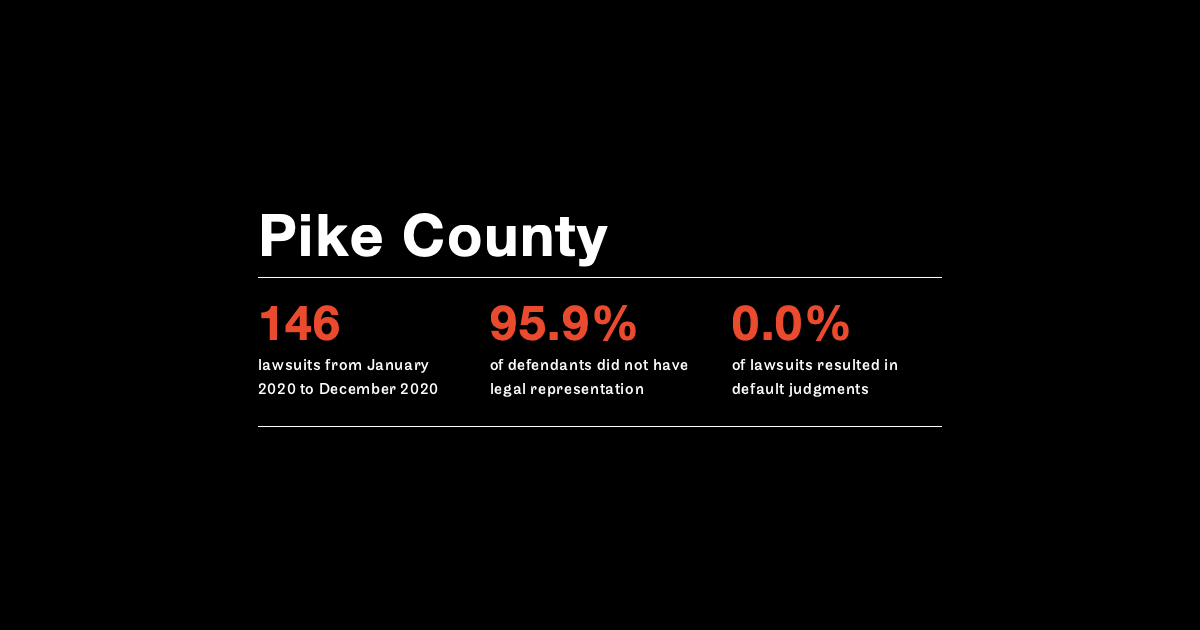 Pike County
146
lawsuits from January
2020 to December 2020
95.9%
of defendants did not have
legal representation
0.0%
of lawsuits resulted in
default judgments